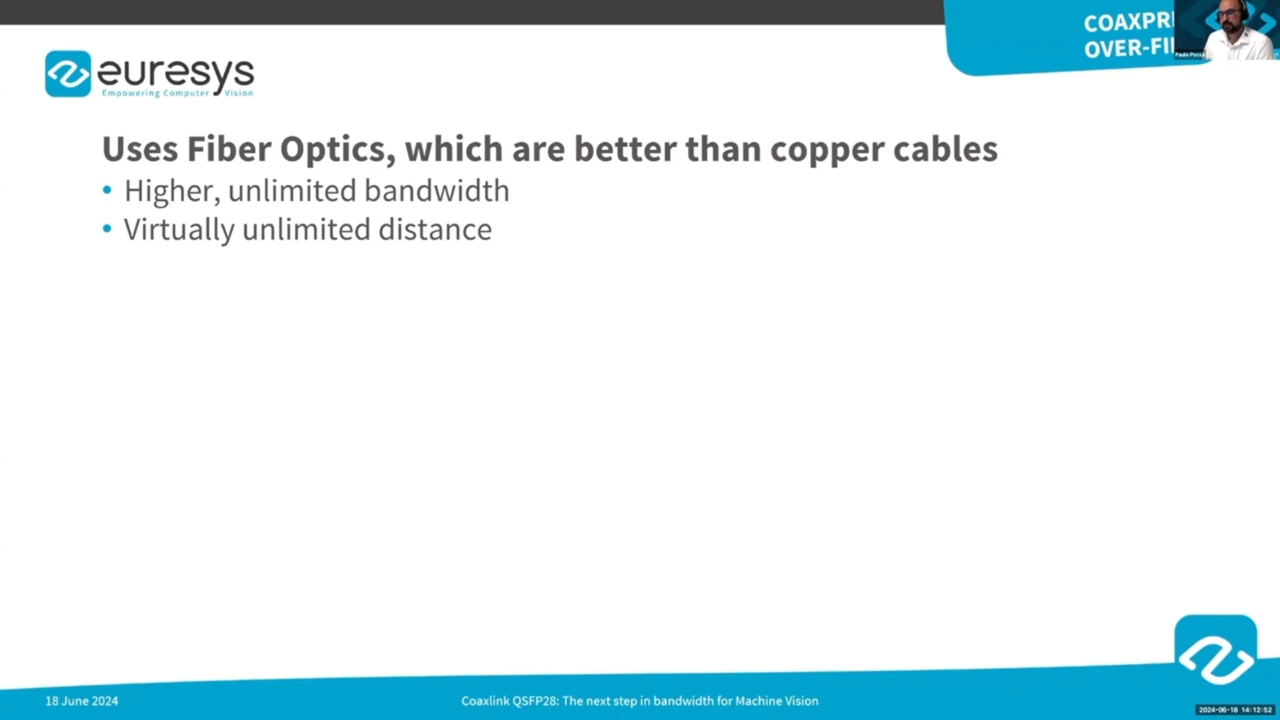 COAXPR
OVER-FI
euresys
Empowering Computer Vision
Uses Fiber Optics, which are better than copper cables
• Higher, unlimited bandwidth
• Virtually unlimited distance
18 June 2024
Coaxlink QSFP28: The next step in bandwidth for Machine Vision
2024-06-18 14:12:52